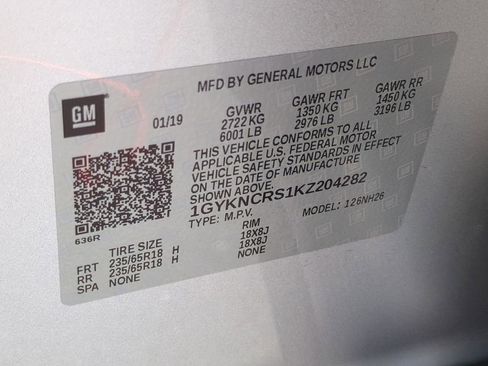 MFD BY GENERAL MOTORS LLC
GM
01/19
GVWR GAWR FRT GAWR RR
2722 KG 1350 KG 1450 KG
6001 LB 2976 LB 3196 LB
THIS VEHICLE CONFORMS TO ALL
APPLICABLE U.S. FEDERAL MOTOR
VEHICLE SAFETY STANDARDS IN EFFECT
ON THE DATE OF MANUFACTURE
SHOWN ABOVE.
1GYKNCRS1KZ204282
TYPE: M.P.V. MODEL: 126NH26
636R
TIRE SIZE RIM
FRT 235/65R18 H 18X8J
RR 235/65R18 H 18X8J
SPA NONE NONE